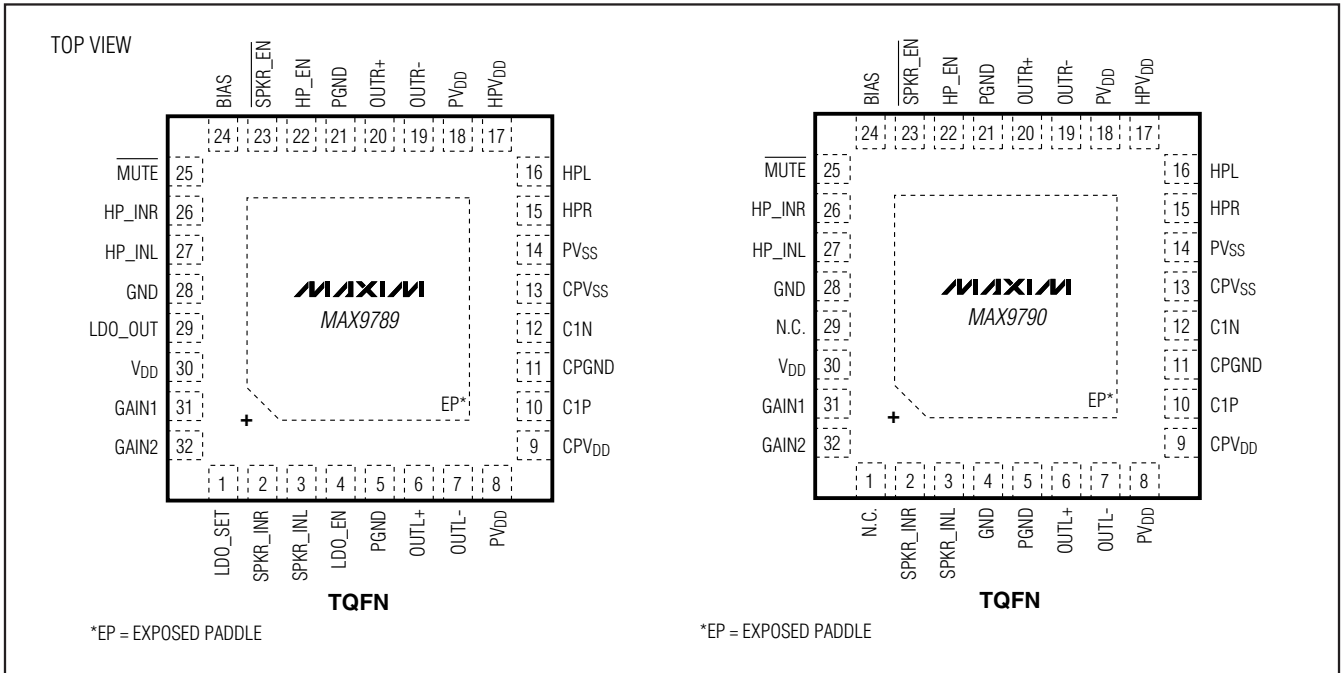 TOP VIEW
BIAS
SPKR_EN
HP_EN
PGND
OUTR+
OUTR-
PVDD
HPVDD
24 23 22 21 20 19 18 17
MUTE 25
HP_INR 26
HP_INL 27
GND 28
LDO_OUT 29
VDD 30
GAIN1 31
GAIN2 32
16 HPL
15 HPR
14 PVSS
13 CPVSS
12 C1N
11 CPGND
10 C1P
9 CPVDD
MAXIM
MAX9789
EP*
+
1 2 3 4 5 6 7 8
LDO_SET
SPKR_INR
SPKR_INL
LDO_EN
PGND
OUTL+
OUTL-
PVDD
TQFN
*EP = EXPOSED PADDLE
BIAS
SPKR_EN
HP_EN
PGND
OUTR+
OUTR-
PVDD
HPVDD
24 23 22 21 20 19 18 17
MUTE 25
HP_INR 26
HP_INL 27
GND 28
N.C. 29
VDD 30
GAIN1 31
GAIN2 32
16 HPL
15 HPR
14 PVSS
13 CPVSS
12 C1N
11 CPGND
10 C1P
9 CPVDD
MAXIM
MAX9790
EP*
+
1 2 3 4 5 6 7 8
N.C.
SPKR_INR
SPKR_INL
GND
PGND
OUTL+
OUTL-
PVDD
TQFN
*EP = EXPOSED PADDLE